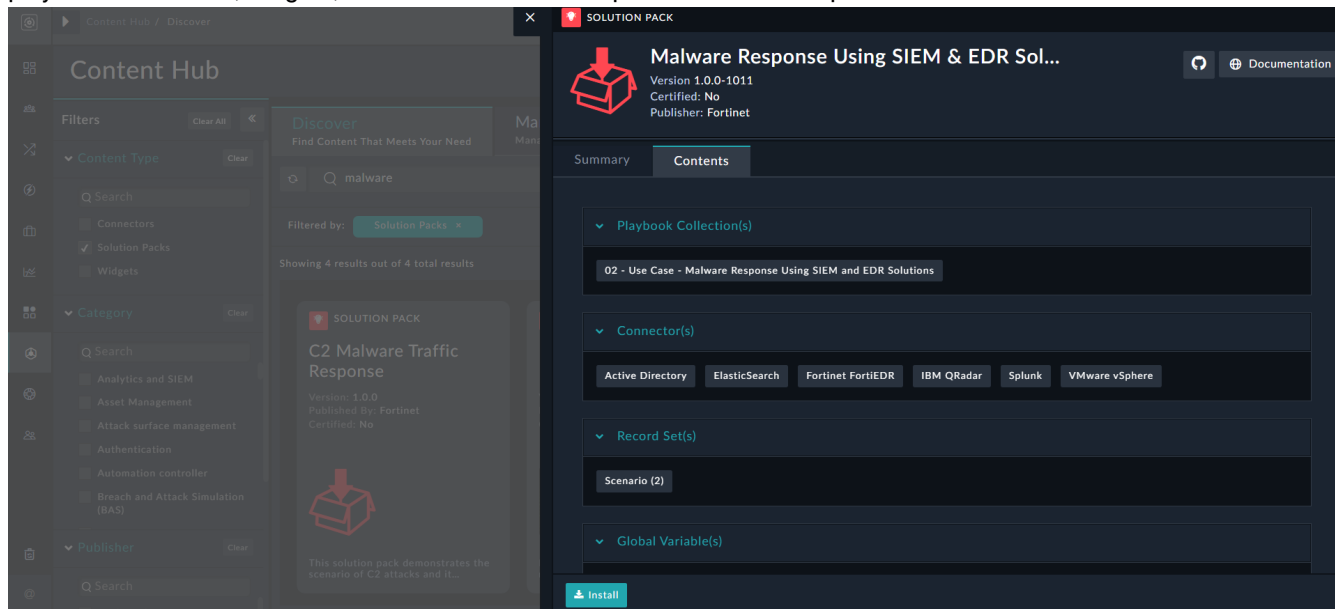 Content Hub / Discover
Content Hub
Filters
Clear All
Content Type
Clear
Search
Connectors
Solution Packs
Widgets
Category
Clear
Search
Analytics and SIEM
Asset Management
Attack surface management
Authentication
Automation controller
Breach and Attack Simulation
(BAS)
Publisher
Clear
Search
Discover
Find Content That Meets Your Need
Ma
Mana
malware
Filtered by:
Solution Packs ×
Showing 4 results out of 4 total results
SOLUTION PACK
C2 Malware Traffic
Response
Version: 1.0.0
Published By: Fortinet
Certified: No
This solution pack demonstrates the
scenario of C2 attacks and it...
SOLUTION PACK
Malware Response Using SIEM & EDR Sol...
Version 1.0.0-1011
Certified: No
Publisher: Fortinet
Documentation
Summary
Contents
Playbook Collection(s)
02 - Use Case - Malware Response Using SIEM and EDR Solutions
Connector(s)
Active Directory ElasticSearch Fortinet FortiEDR IBM QRadar Splunk VMware vSphere
Record Set(s)
Scenario (2)
Global Variable(s)
Install